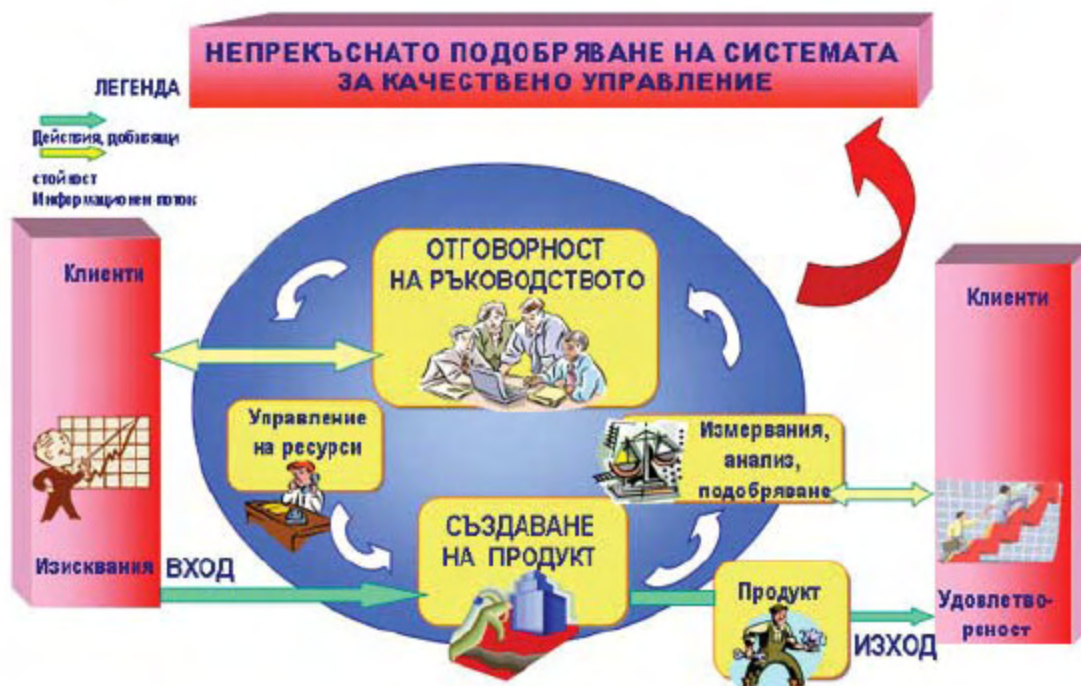 НЕПРЕКЪСНАТО ПОДОБРЯВАНЕ НА СИСТЕМАТА
ЗА КАЧЕСТВЕНО УПРАВЛЕНИЕ
ЛЕГЕНДА
Действия, добавящи
стойност
Информационен поток
Клиенти
Изисквания
ВХОД
ОТГОВОРНОСТ
НА РЪКОВОДСТВОТО
Управление
на ресурси
Измервания,
анализ,
подобряване
СЪЗДАВАНЕ
НА ПРОДУКТ
Продукт
ИЗХОД
Клиенти
Удовлетво-
реност